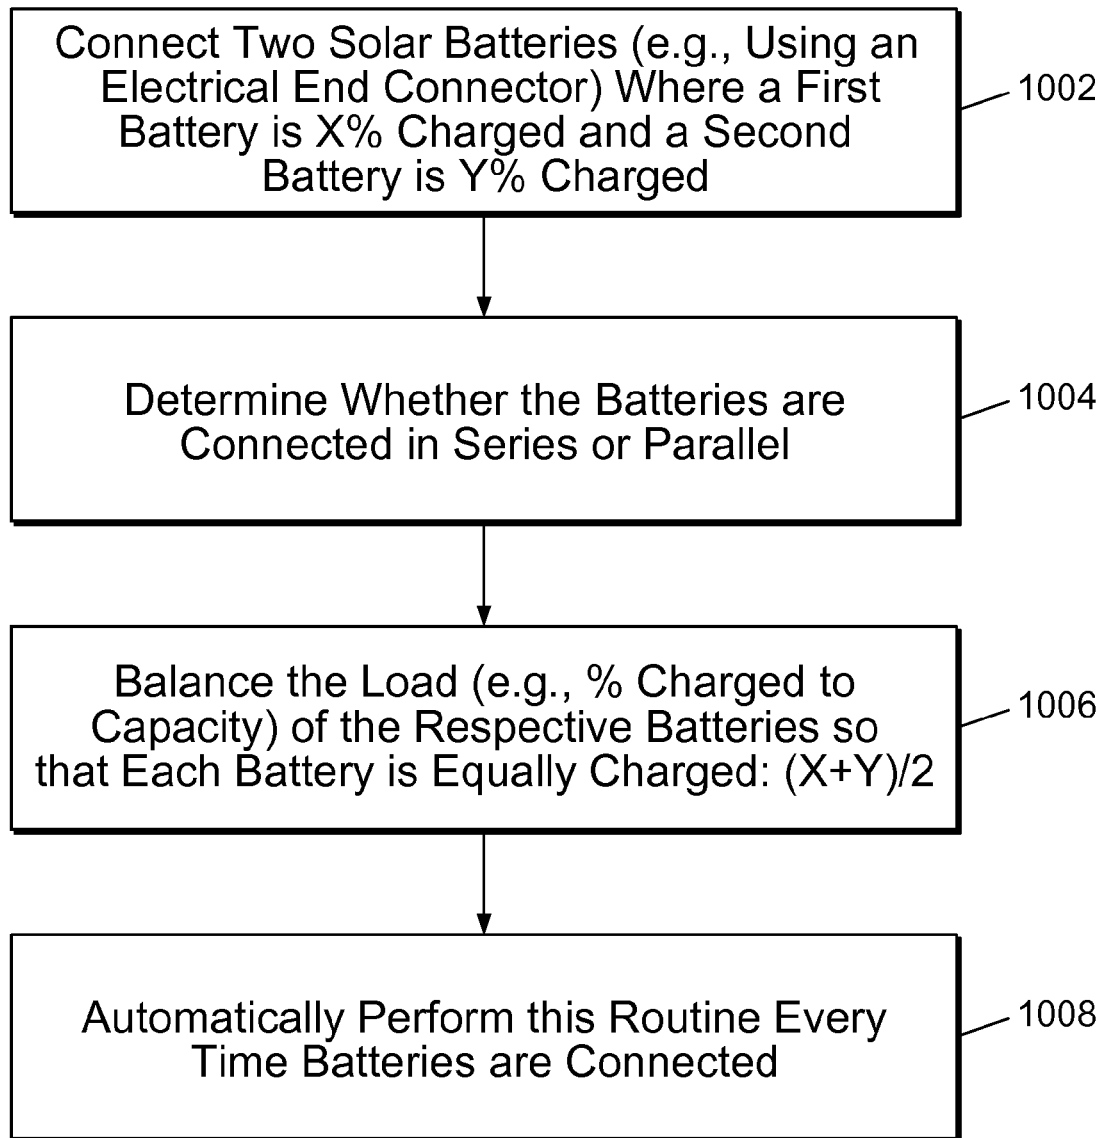 Connect Two Solar Batteries (e.g., Using an
Electrical End Connector) Where a First
Battery is X% Charged and a Second
Battery is Y% Charged
1002
Determine Whether the Batteries are
Connected in Series or Parallel
1004
Balance the Load (e.g., % Charged to
Capacity) of the Respective Batteries so
that Each Battery is Equally Charged: (X+Y)/2
1006
Automatically Perform this Routine Every
Time Batteries are Connected
1008